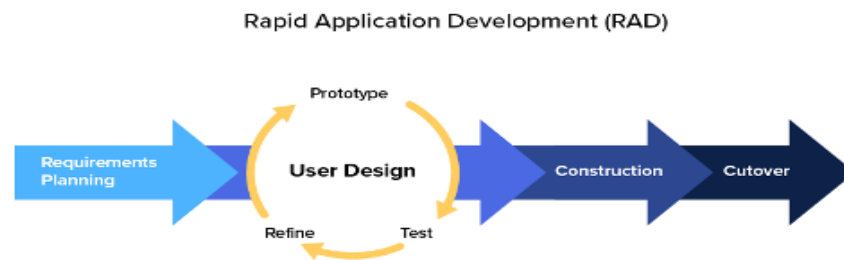 Rapid Application Development (RAD)
Prototype
Requirements
Planning
User Design
Construction
Cutover
Refine
Test